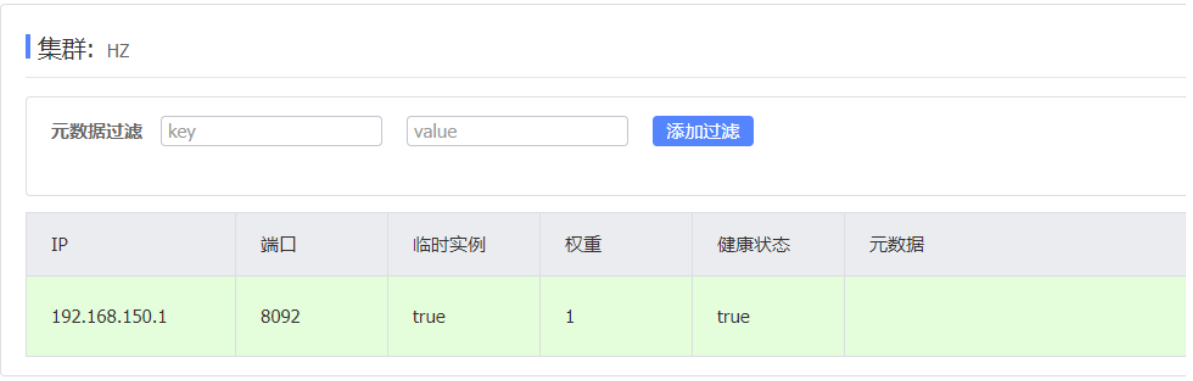 集群: HZ
元数据过滤 key value 添加过滤
IP 端口 临时实例 权重 健康状态 元数据
192.168.150.1 8092 true 1 true